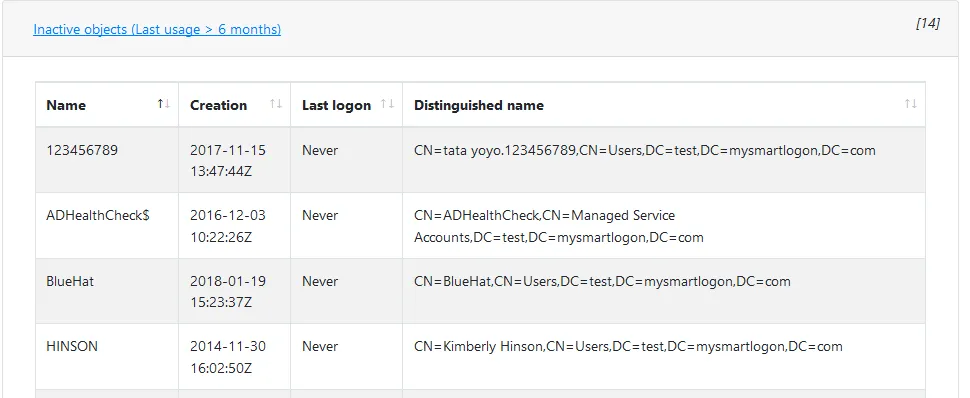 Inactive objects (Last usage > 6 months)
[14]
Name Creation Last logon Distinguished name
123456789 2017-11-15 Never CN=tata yoyo.123456789,CN=Users,DC=test,DC=mysmartlogon,DC=com
13:47:44Z
ADHealthCheck$ 2016-12-03 Never CN=ADHealthCheck,CN=Managed Service
10:22:26Z Accounts,DC=test,DC=mysmartlogon,DC=com
BlueHat 2018-01-19 Never CN=BlueHat,CN=Users,DC=test,DC=mysmartlogon,DC=com
15:23:37Z
HINSON 2014-11-30 Never CN=Kimberly Hinson,CN=Users,DC=test,DC=mysmartlogon,DC=com
16:02:50Z